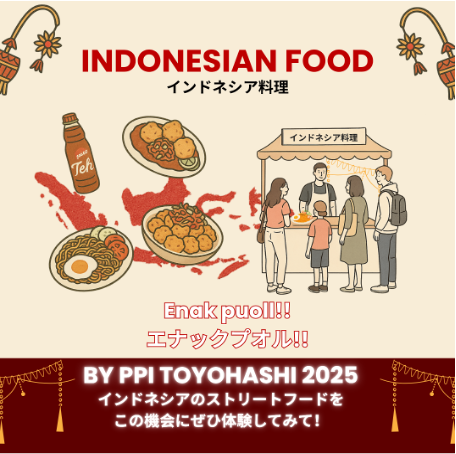 INDONESIAN FOOD
インドネシア料理
Teh
インドネシア料理
Enak puoll!!
エナックプオル!!
BY PPI TOYOHASHI 2025
インドネシアのストリートフードを
この機会にぜひ体験してみて!